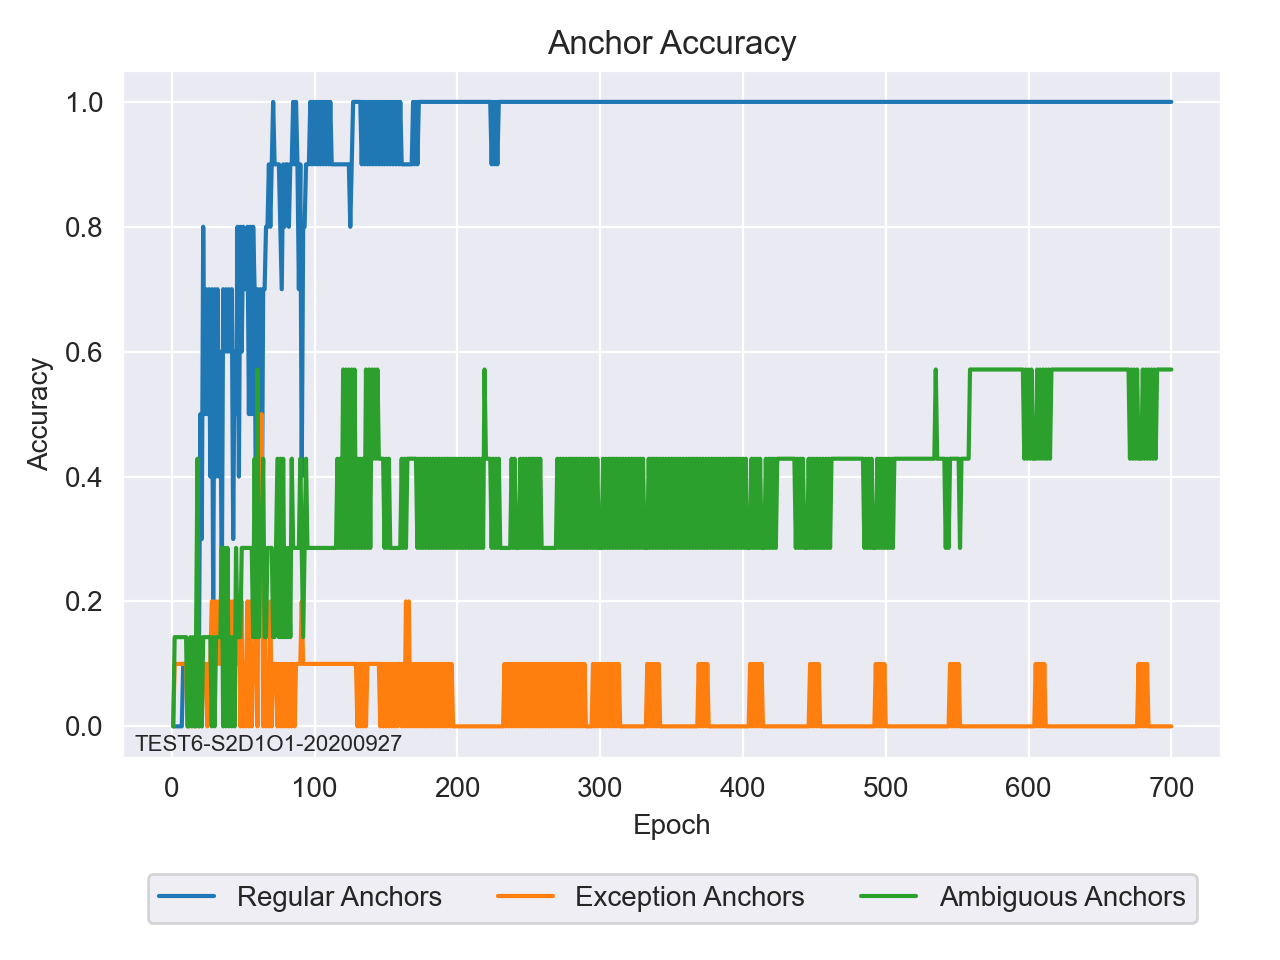 Anchor Accuracy
1.0
0.8
0.6
0.4
0.2
0.0
Accuracy
TEST6-S2D1O1-20200927
0 100 200 300 400 500 600 700
Epoch
Regular Anchors Exception Anchors Ambiguous Anchors